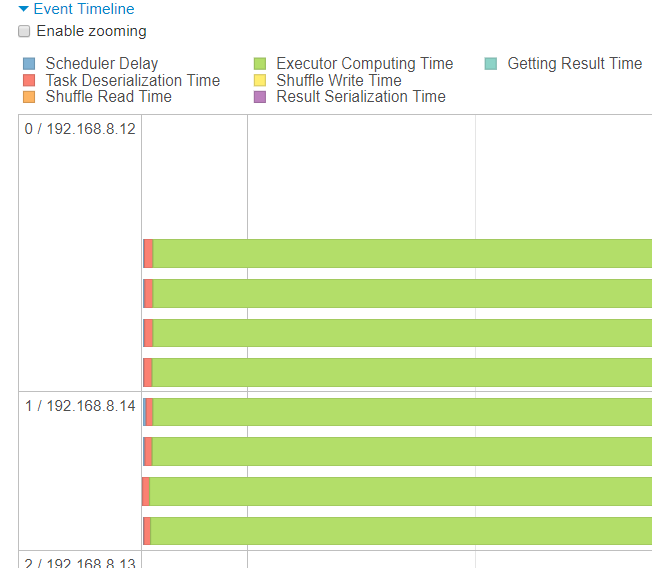 Event Timeline
Enable zooming
Scheduler Delay Executor Computing Time Getting Result Time
Task Deserialization Time Shuffle Write Time
Shuffle Read Time Result Serialization Time
0 / 192.168.8.12
1 / 192.168.8.14
2 / 192.168.8.13